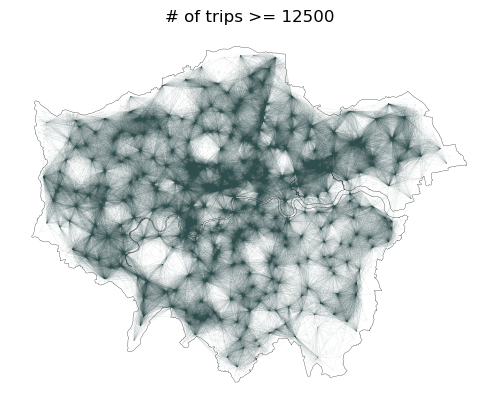 # of trips >= 12500